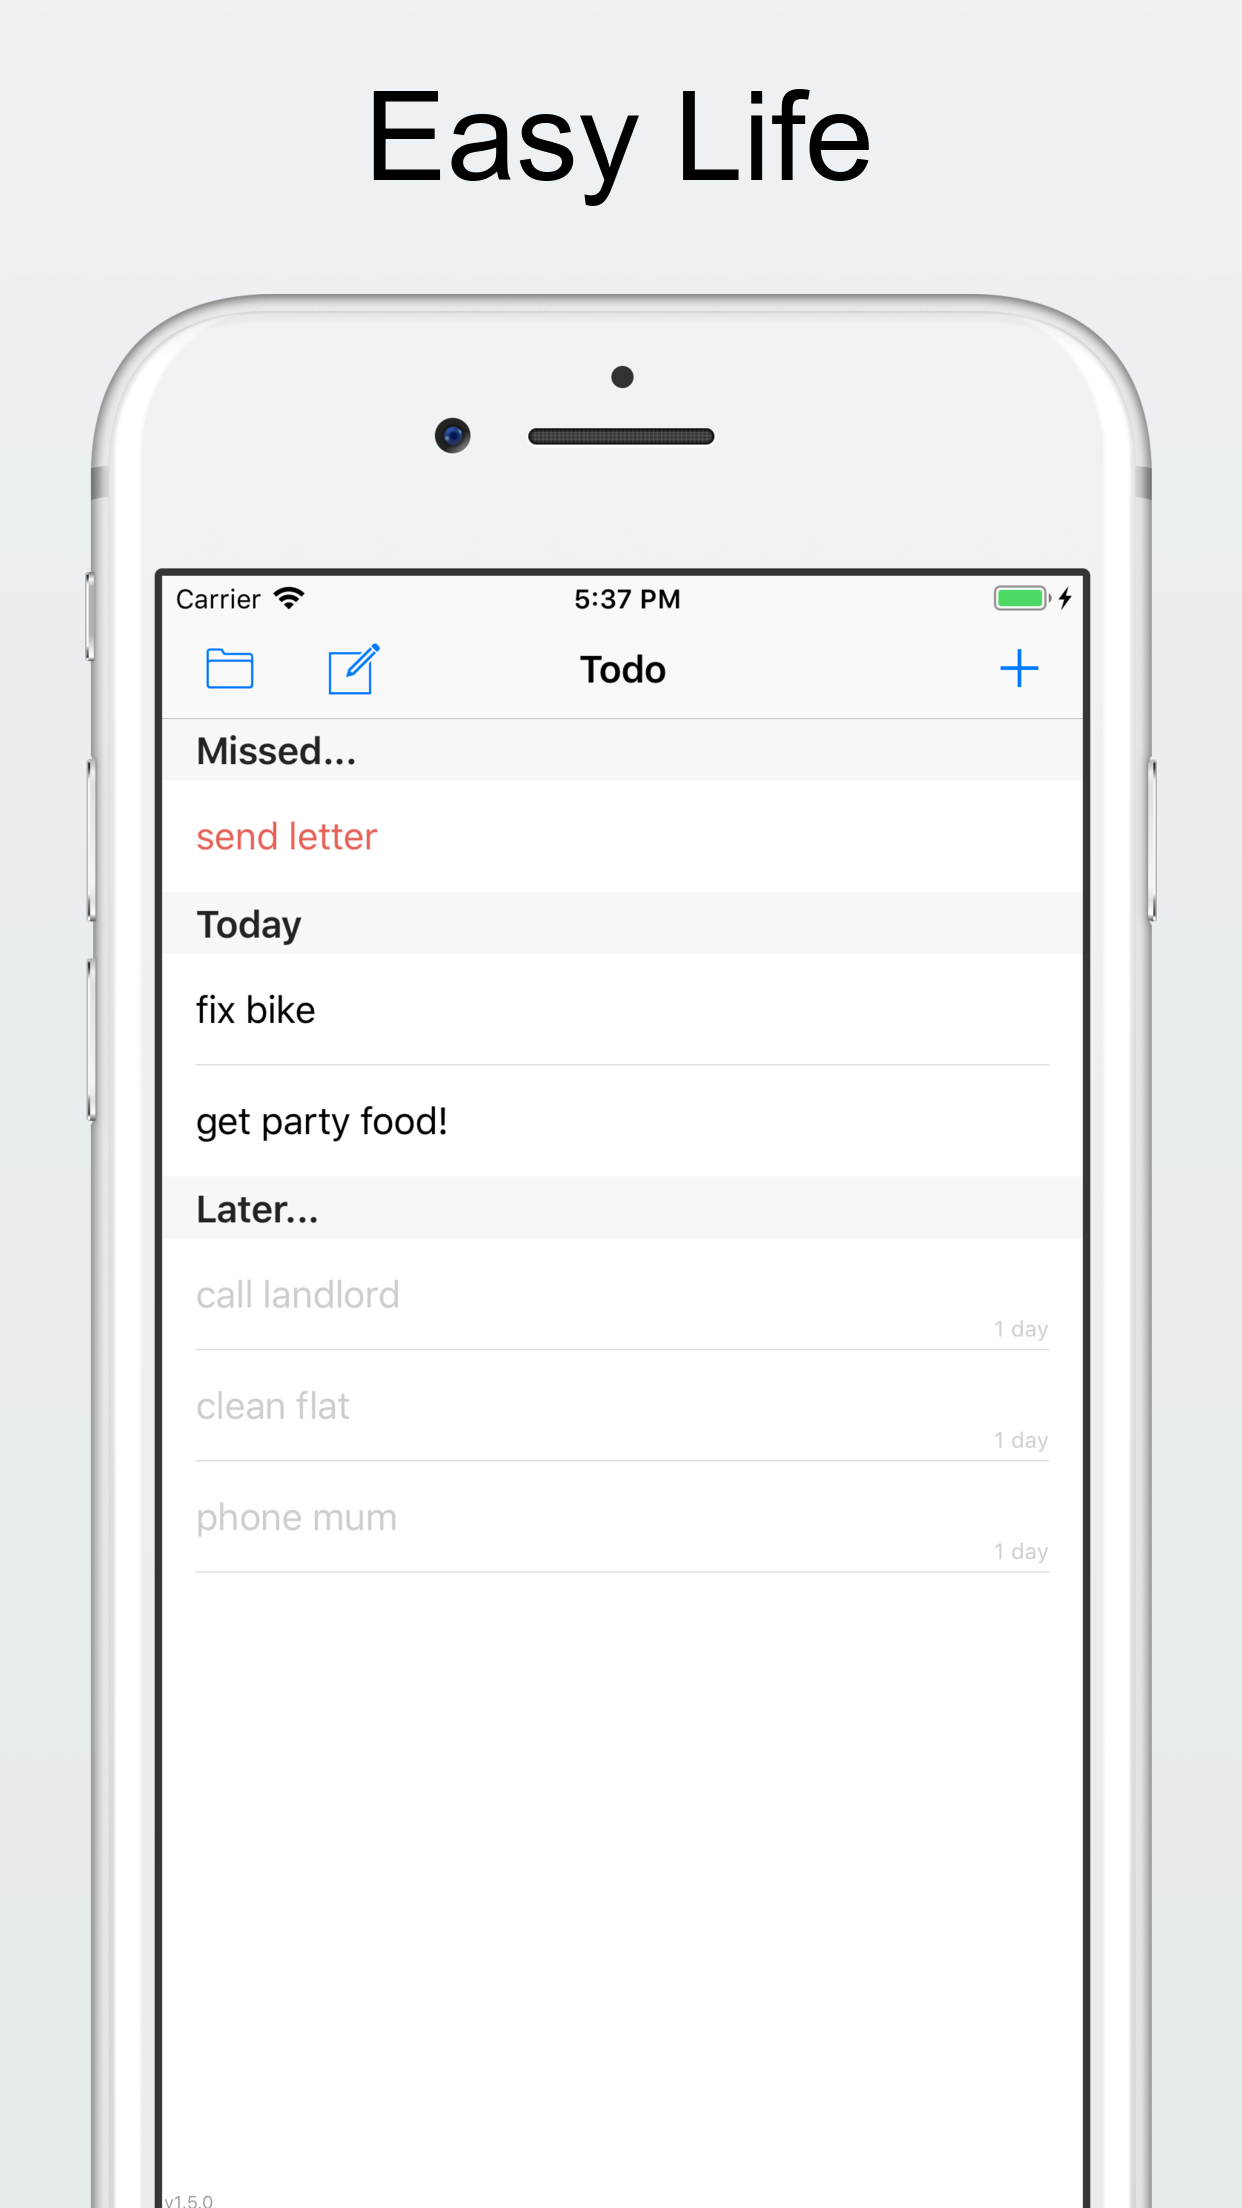 Easy Life
Carrier 5:37 PM
Todo
Missed...
send letter
Today
fix bike
get party food!
Later...
call landlord
1 day
clean flat
1 day
phone mum
1 day
v1.5.0